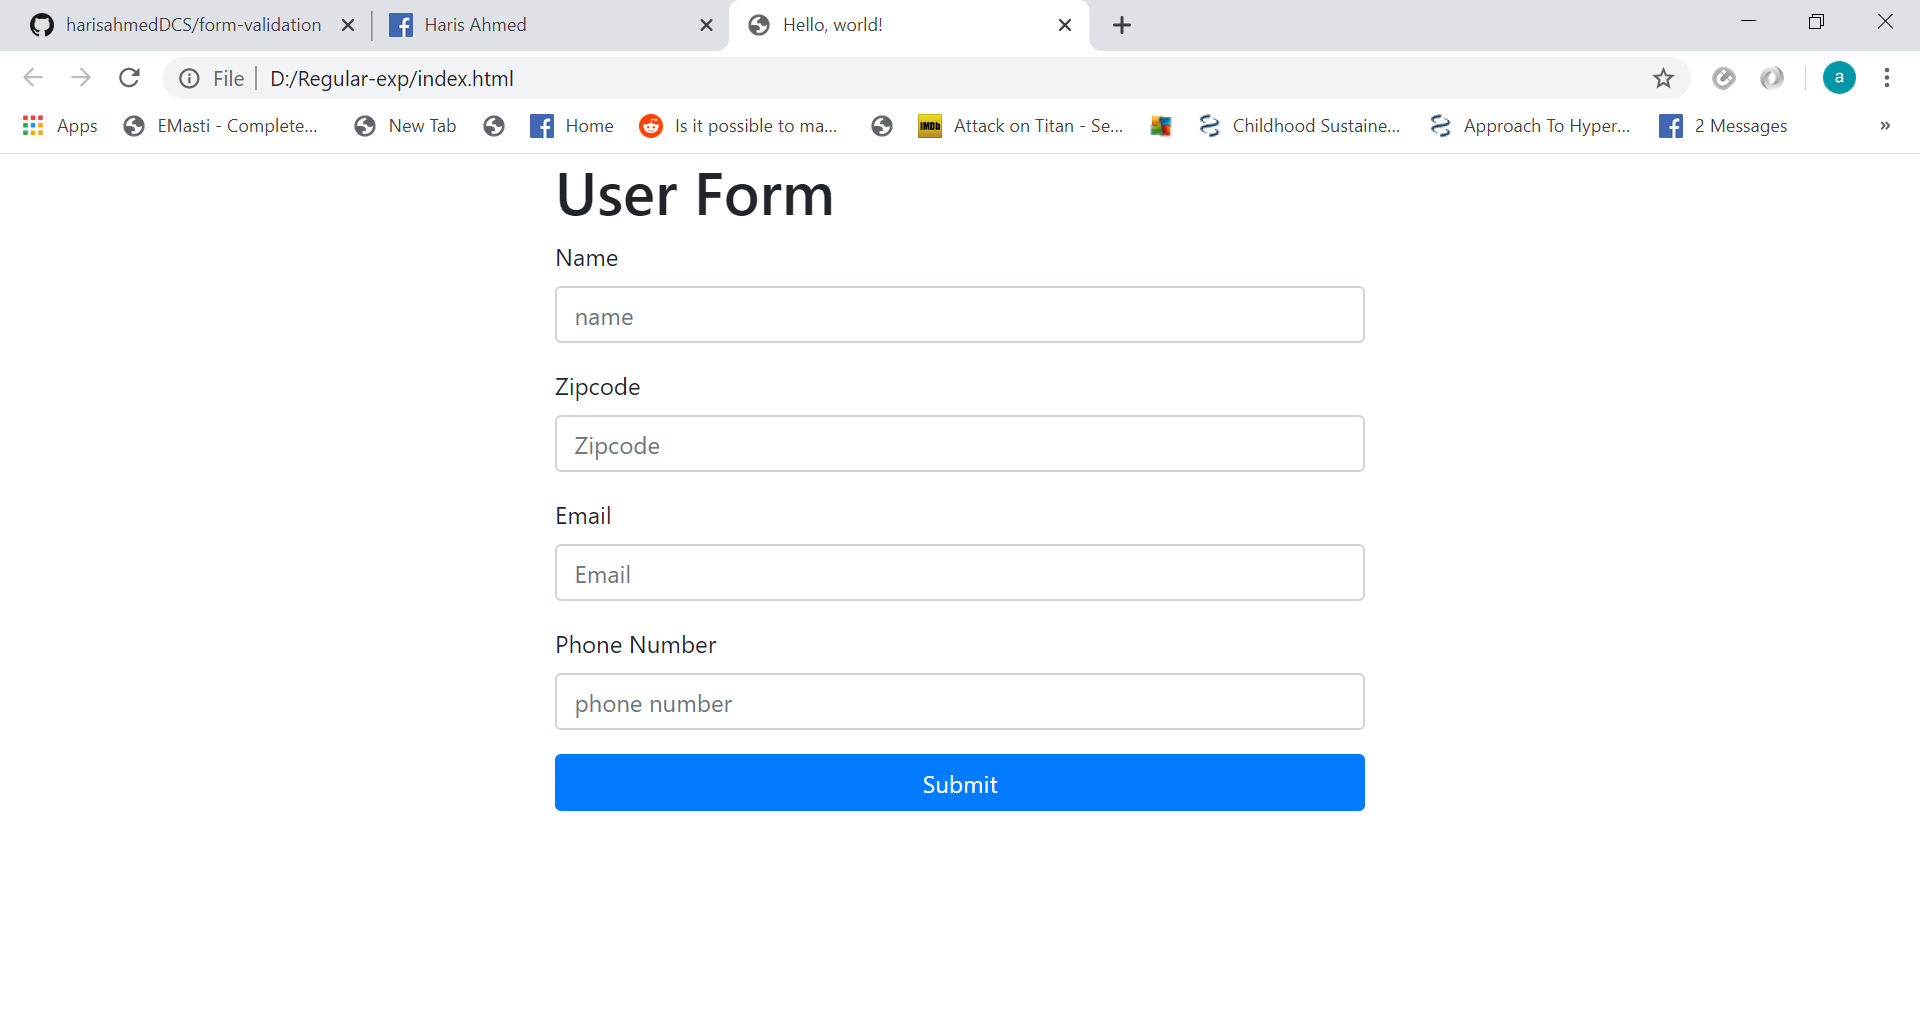 harisahmedDCS/form-validation
Haris Ahmed
Hello, world!
File D:/Regular-exp/index.html
a
Apps
EMasti - Complete...
New Tab
Home
Is it possible to ma...
IMDb
Attack on Titan - Se...
Childhood Sustaine...
Approach To Hyper...
2 Messages
»
User Form
Name
name
Zipcode
Zipcode
Email
Email
Phone Number
phone number
Submit